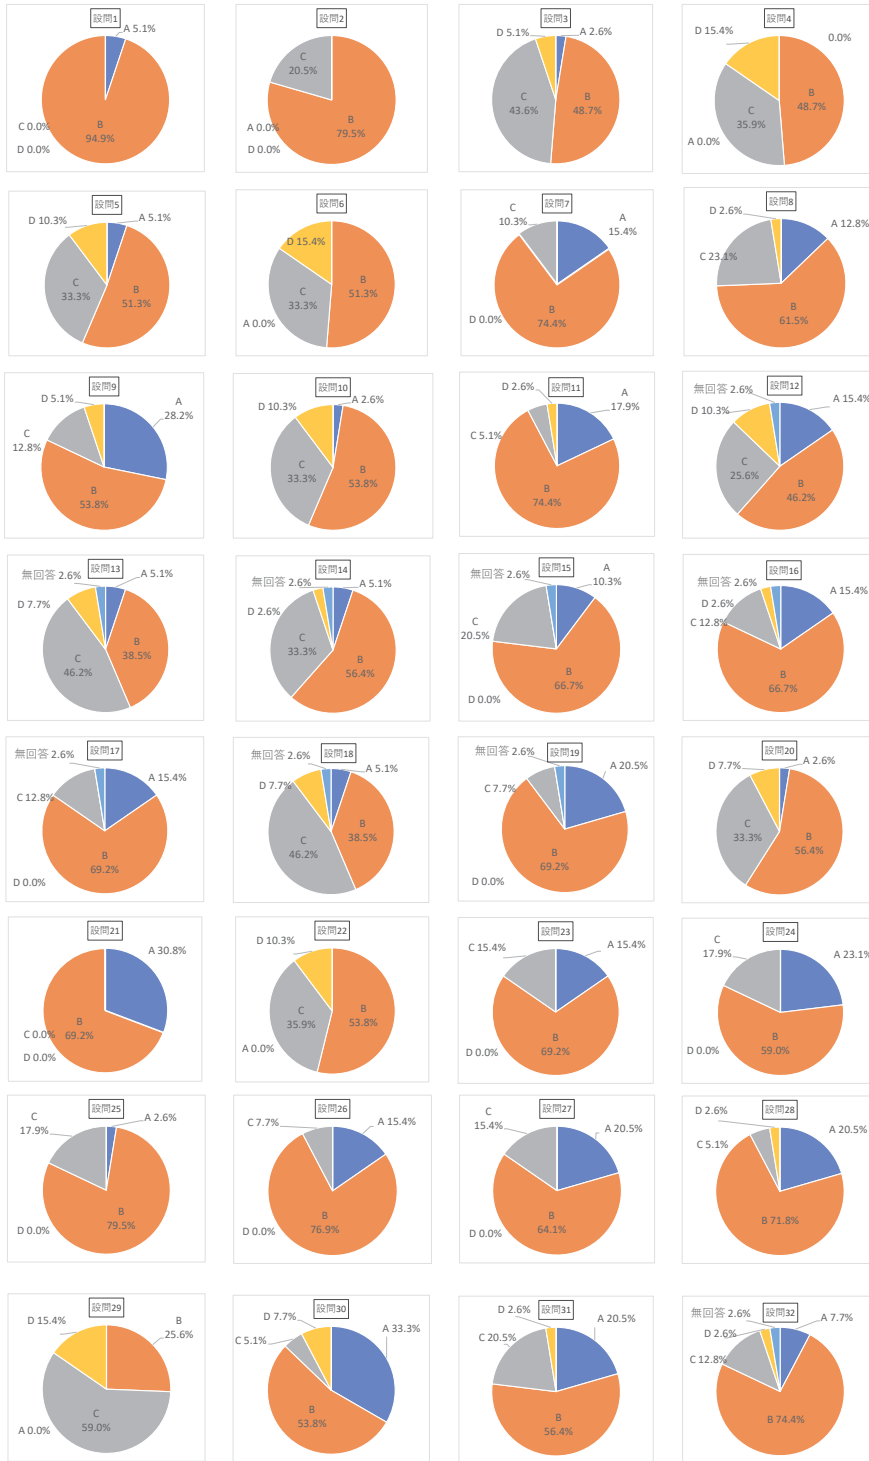 設問1
A 5.1%
B
94.9%
C 0.0%
D 0.0%
設問2
C
20.5%
B
79.5%
A 0.0%
D 0.0%
設問3
D 5.1%
A 2.6%
C
43.6%
B
48.7%
設問4
D 15.4%
0.0%
B
48.7%
C
35.9%
A 0.0%
設問5
D 10.3%
A 5.1%
C
33.3%
B
51.3%
設問6
D 15.4%
B
51.3%
C
33.3%
A 0.0%
設問7
C
10.3%
A
15.4%
B
74.4%
D 0.0%
設問8
D 2.6%
A 12.8%
C 23.1%
B
61.5%
設問9
D 5.1%
A
28.2%
C
12.8%
B
53.8%
設問10
D 10.3%
A 2.6%
C
33.3%
B
53.8%
設問11
D 2.6%
A
17.9%
C 5.1%
B
74.4%
設問12
無回答 2.6%
A 15.4%
D 10.3%
C
25.6%
B
46.2%
設問13
無回答 2.6%
A 5.1%
D 7.7%
B
38.5%
C
46.2%
設問14
無回答 2.6%
A 5.1%
D 2.6%
C
33.3%
B
56.4%
設問15
無回答 2.6%
A
10.3%
C
20.5%
B
66.7%
D 0.0%
設問16
無回答 2.6%
A 15.4%
D 2.6%
C 12.8%
B
66.7%
設問17
無回答 2.6%
A 15.4%
C 12.8%
B
69.2%
D 0.0%
設問18
無回答 2.6%
A 5.1%
D 7.7%
B
38.5%
C
46.2%
設問19
無回答 2.6%
A 20.5%
C 7.7%
B
69.2%
D 0.0%
設問20
D 7.7%
A 2.6%
C
33.3%
B
56.4%
設問21
A 30.8%
B
69.2%
C 0.0%
D 0.0%
設問22
D 10.3%
C
35.9%
B
53.8%
A 0.0%
設問23
C 15.4%
A 15.4%
B
69.2%
D 0.0%
設問24
C
17.9%
A 23.1%
B
59.0%
D 0.0%
設問25
C
17.9%
A 2.6%
B
79.5%
D 0.0%
設問26
C 7.7%
A 15.4%
B
76.9%
D 0.0%
設問27
C
15.4%
A 20.5%
B
64.1%
D 0.0%
設問28
D 2.6%
A 20.5%
C 5.1%
B 71.8%
設問29
D 15.4%
B
25.6%
C
59.0%
A 0.0%
設問30
D 7.7%
A 33.3%
C 5.1%
B
53.8%
設問31
D 2.6%
A 20.5%
C 20.5%
B
56.4%
設問32
無回答 2.6%
A 7.7%
D 2.6%
C 12.8%
B 74.4%